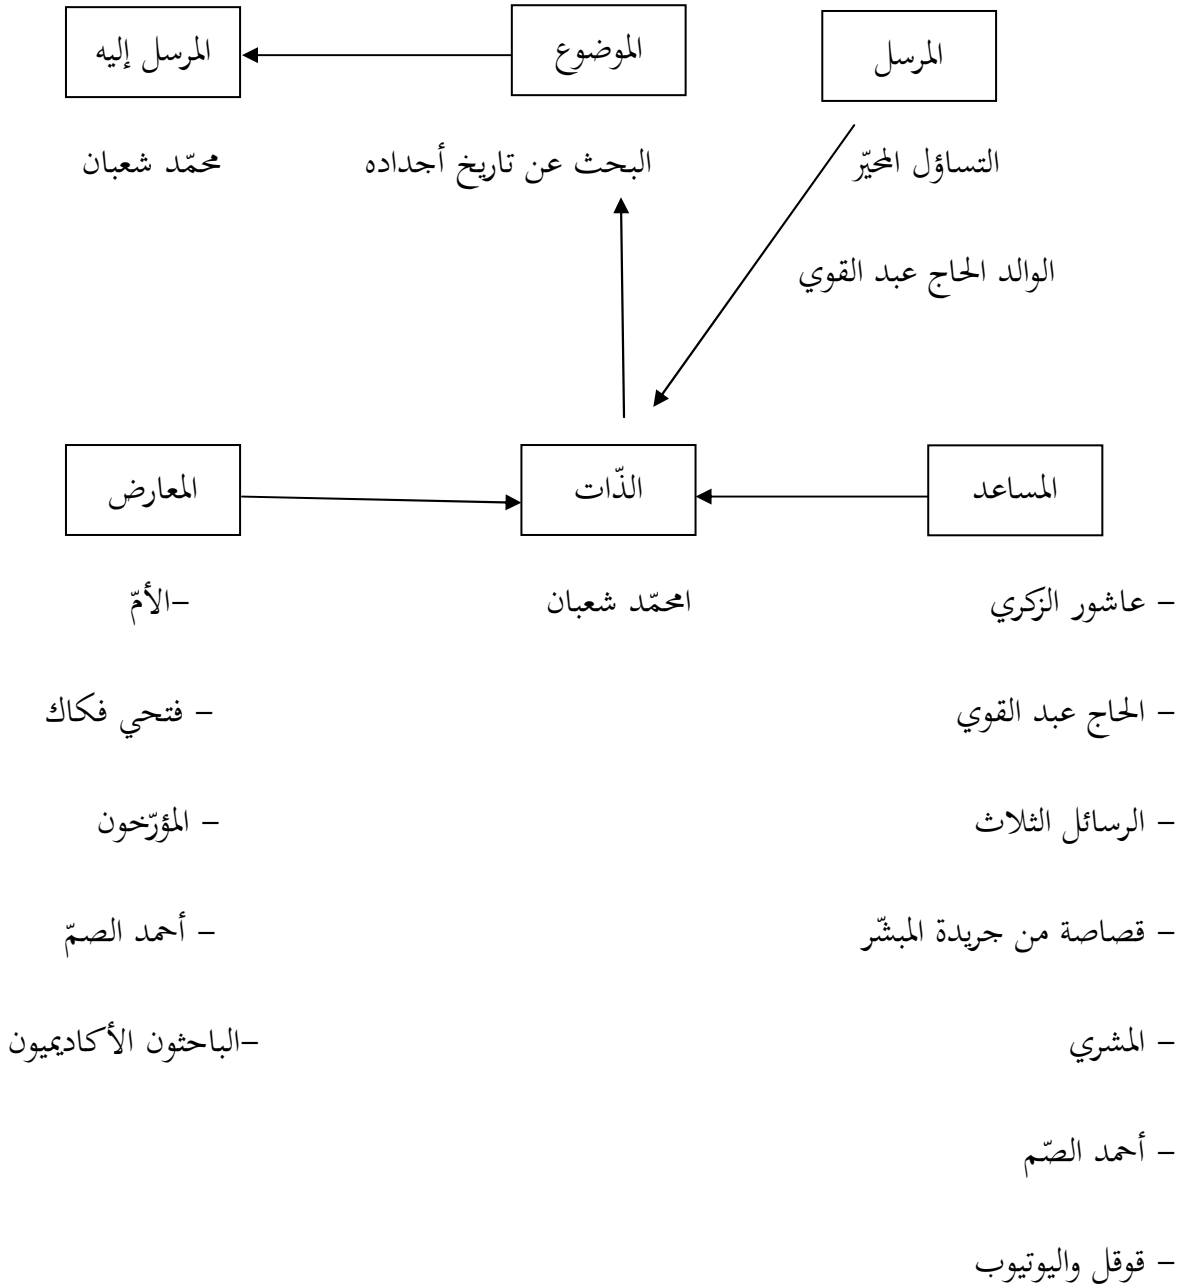 المرسل
الموضوع
المرسل إليه
التساؤل المحيّر
البحث عن تاريخ أجداده
محمّد شعبان
الوالد الحاج عبد القوي
المساعد
الذّات
المعارض
– عاشور الزكري
امحمّد شعبان
–الأمّ
– الحاج عبد القوي
– فتحي فكاك
– الرسائل الثلاث
– المؤرّخون
– قصاصة من جريدة المبشّر
– أحمد الصمّ
– المشري
–الباحثون الأكاديميون
– أحمد الصّم
– قوقل واليوتيوب